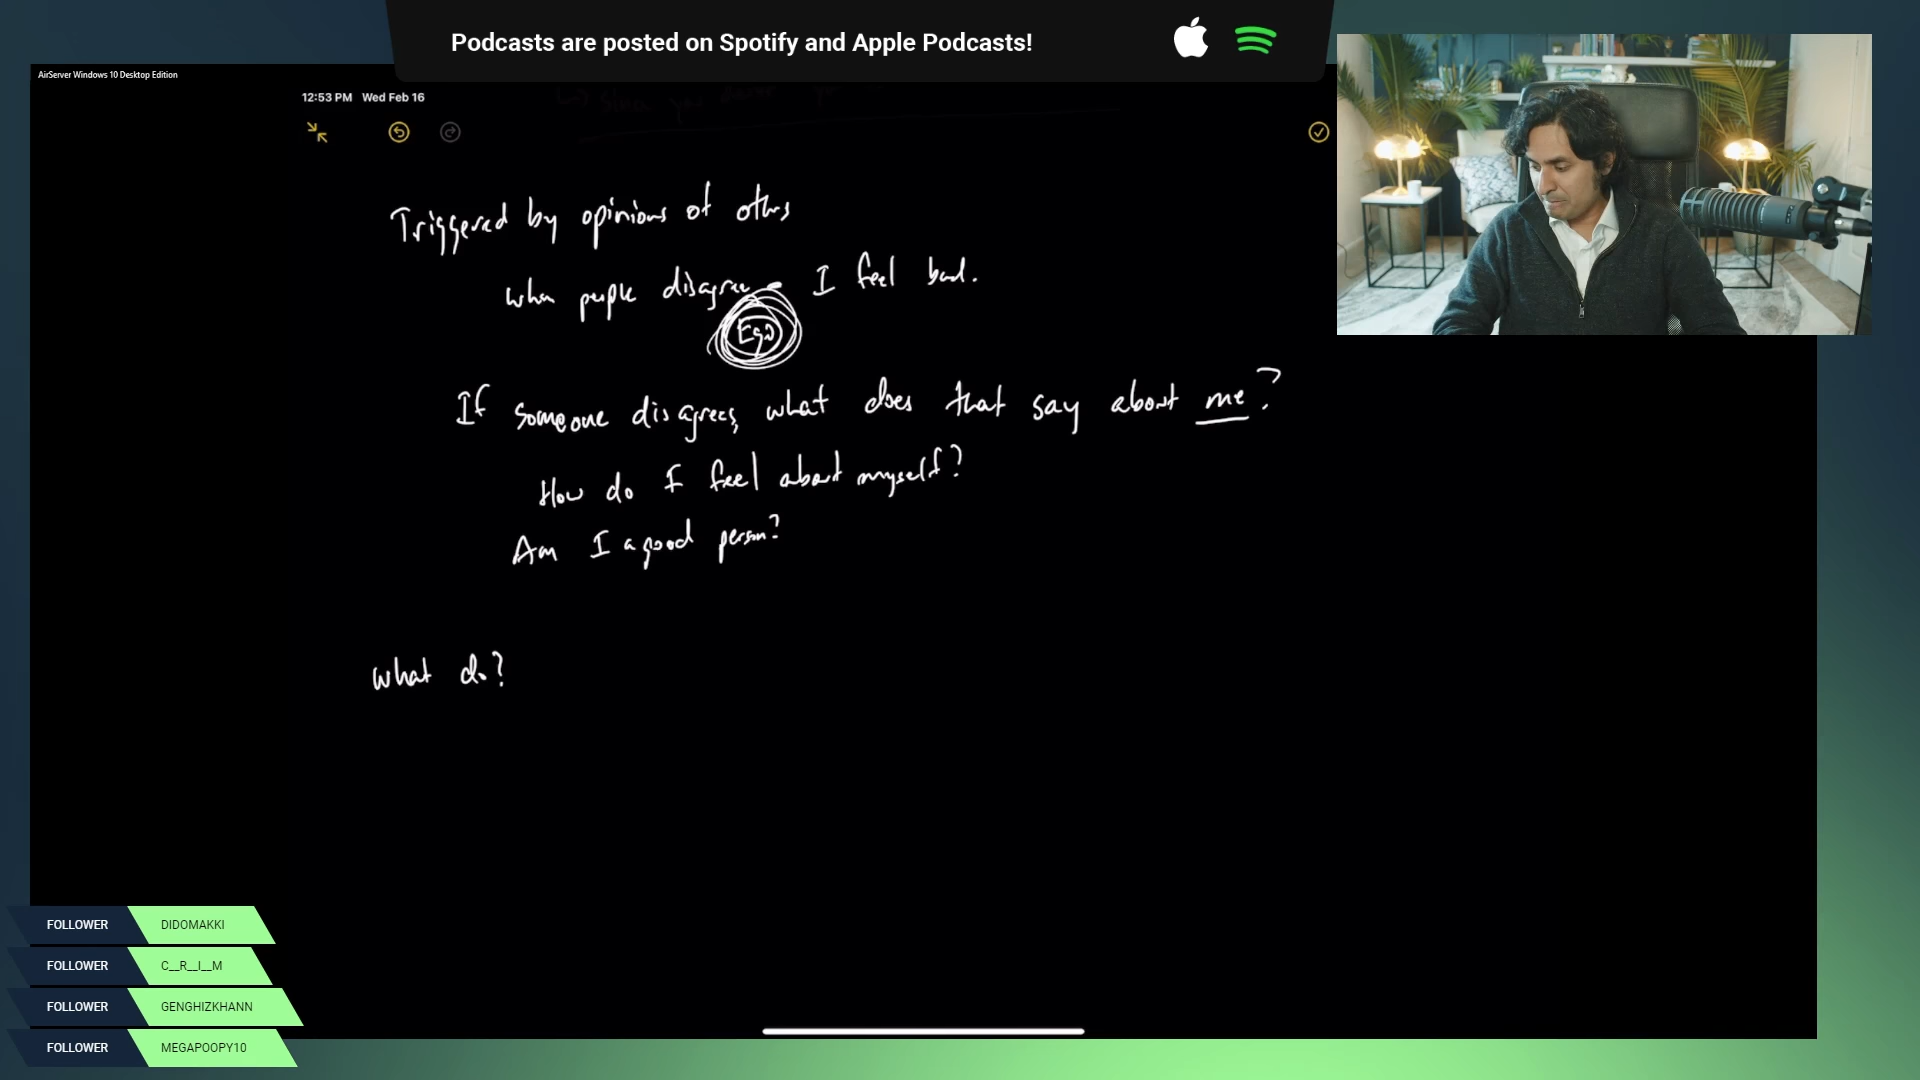 Podcasts are posted on Spotify and Apple Podcasts!
AirServer Windows 10 Desktop Edition
12:53 PM Wed Feb 16
Triggered by opinions of others
when people disagree I feel bad.
Ego
If someone disagrees, what does that say about me?
How do I feel about myself?
Am I a good person?
what do?
FOLLOWER DIDOMAKKI
FOLLOWER C__R__I__M
FOLLOWER GENGHIZKHANN
FOLLOWER MEGAPOOPY10